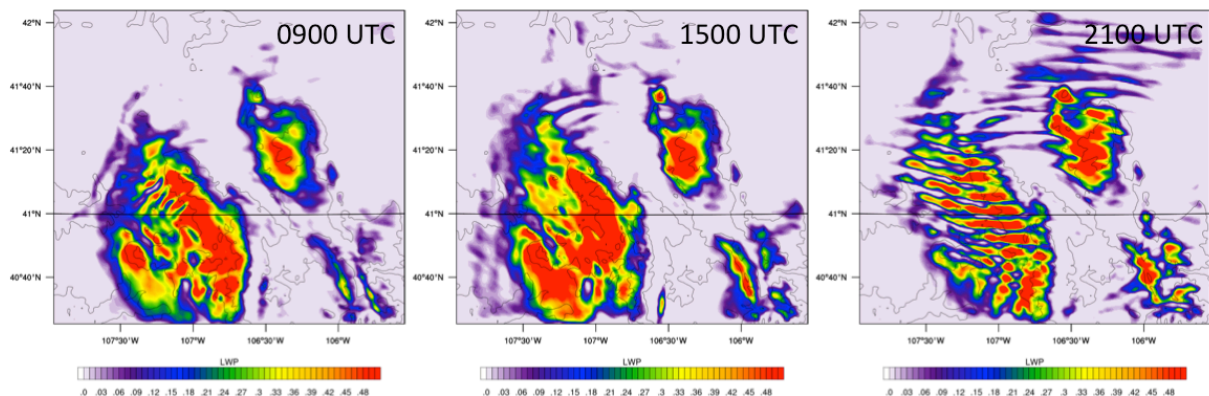 0900 UTC
42°N
41°40'N
41°20'N
41°N
40°40'N
107°30'W 107°W 106°30'W 106°W
LWP
.0 .03 .06 .09 .12 .15 .18 .21 .24 .27 .3 .33 .36 .39 .42 .45 .48
1500 UTC
42°N
41°40'N
41°20'N
41°N
40°40'N
107°30'W 107°W 106°30'W 106°W
LWP
.0 .03 .06 .09 .12 .15 .18 .21 .24 .27 .3 .33 .36 .39 .42 .45 .48
2100 UTC
42°N
41°40'N
41°20'N
41°N
40°40'N
107°30'W 107°W 106°30'W 106°W
LWP
.0 .03 .06 .09 .12 .15 .18 .21 .24 .27 .3 .33 .36 .39 .42 .45 .48